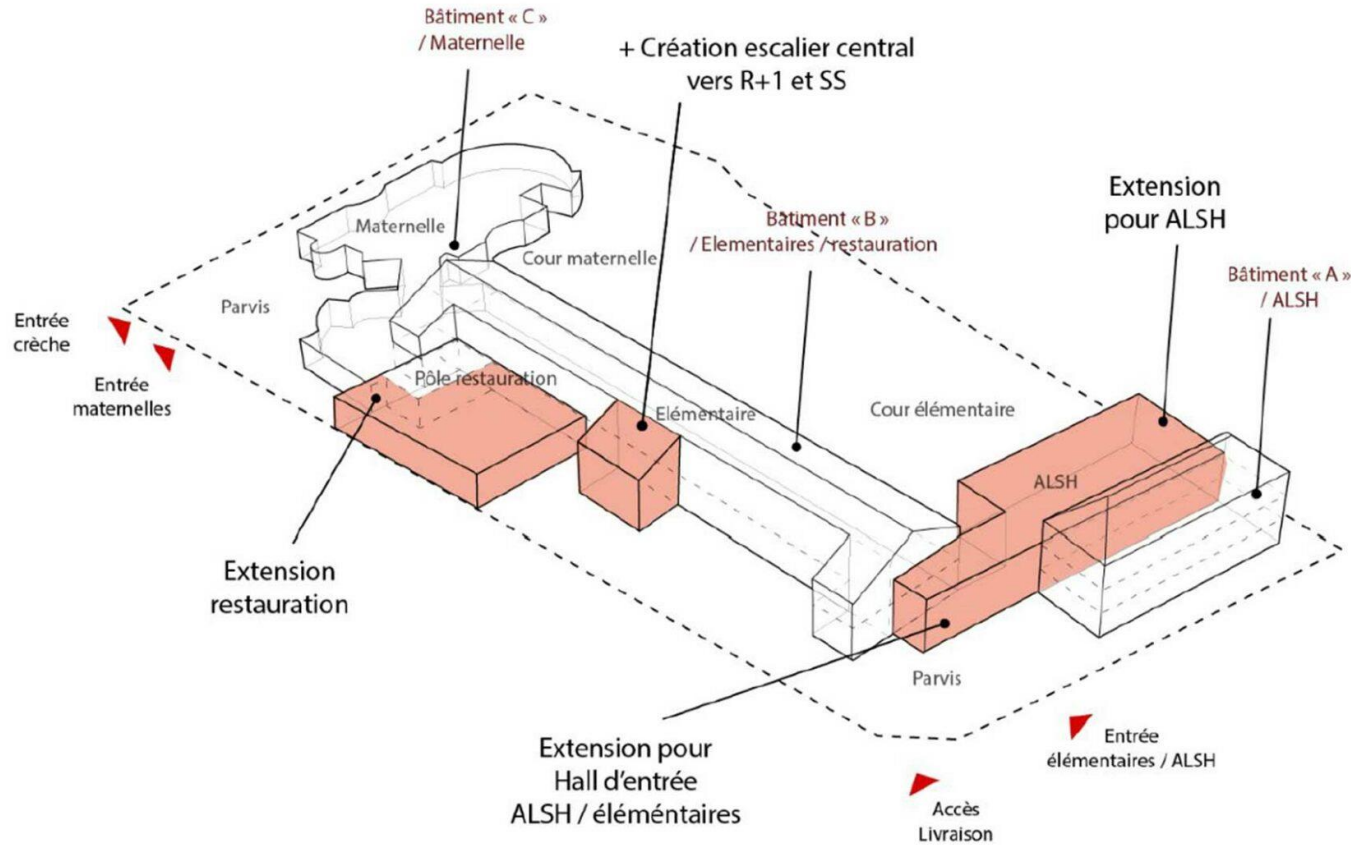 Bâtiment « C »
/ Maternelle
+ Création escalier central
vers R+1 et SS
Extension
pour ALSH
Bâtiment « B »
/ Elementaires / restauration
Bâtiment « A »
/ ALSH
Maternelle
Cour maternelle
Parvis
Entrée
crèche
Entrée
maternelles
Pôle restauration
Elémentaire
Cour élémentaire
ALSH
Extension
restauration
Parvis
Extension pour
Hall d'entrée
ALSH / éléméntaires
Entrée
élémentaires / ALSH
Accès
Livraison